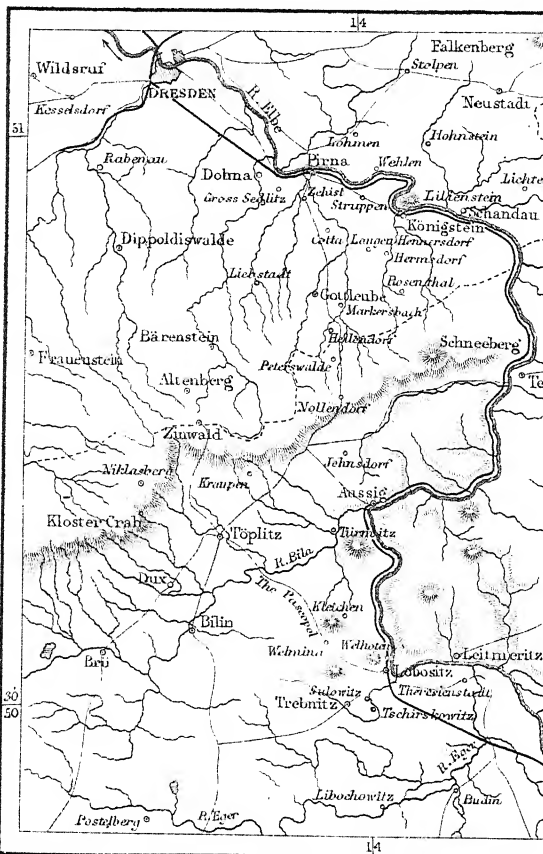 14
Falkenberg
Wildsruf
Stolpen
DRESDEN
Neustadt
Kesselsdorf
R. Elbe
51
Lohmen
Hohnstein
Rabenau
Pirna
Wehlen
Dohna
Lichte
Zehist
Lilienstein
Gross Sedlitz
Struppen
Schandau
Königstein
Cotta
Langen Hennersdorf
Dippoldiswalde
Hermsdorf
Liebstadt
Rosenthal
Gottleube
Markersbach
Hellendorf
Bärenstein
Schneeberg
Frauenstein
Peterswalde
Te
Altenberg
Nollendorf
Zinwald
Jehnsdorf
Niklasberg
Kraupen
Aussig
Kloster Grab
Töplitz
Türmitz
R. Bila
Dux
The Pascopol
Kletchen
Bilin
Welmina
Welhoten
Leitmeritz
Brü
Lobositz
30
50
Sulowitz
Theresienstadt
Trebnitz
Tschirskowitz
R. Eger
Libochowitz
Budin
Postelberg
R. Eger
14